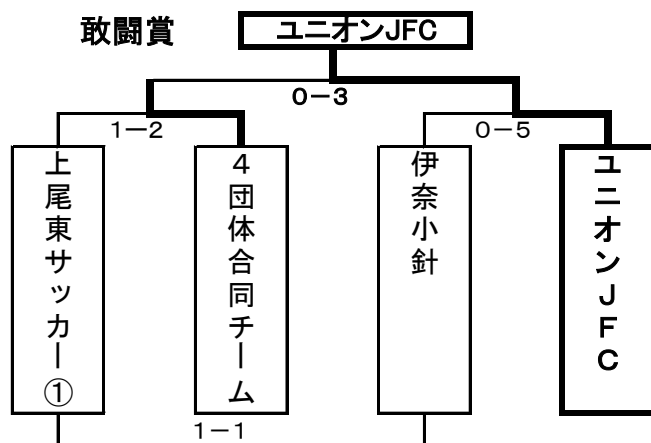 敢闘賞
ユニオンJFC
0－3
1－2
0－5
上尾東サッカー①
４団体合同チーム
伊奈小針
ユニオンＪＦＣ
1－1